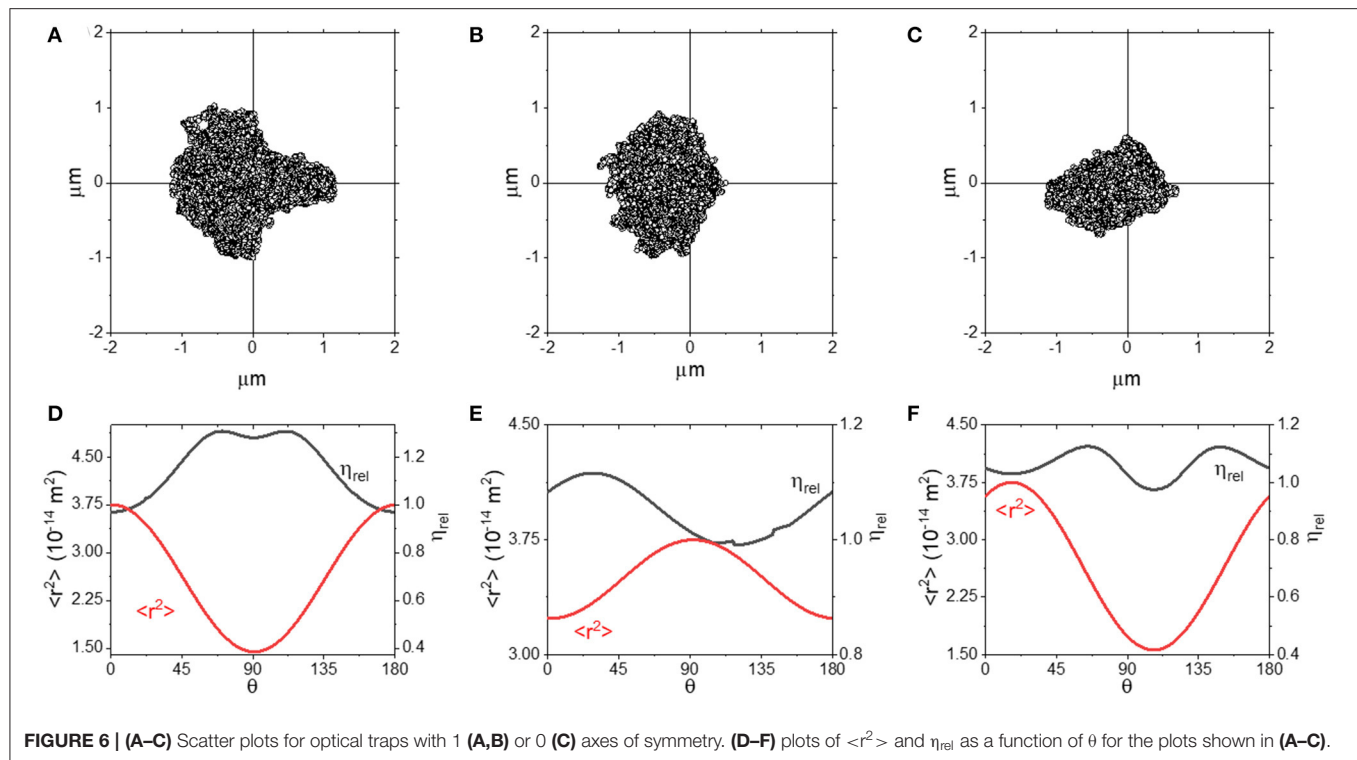 A
B
C
2
1
0
-1
-2
μm
-2 -1 0 1 2
μm
2
1
0
-1
-2
μm
-2 -1 0 1 2
μm
2
1
0
-1
-2
μm
-2 -1 0 1 2
μm
D
<r²> (10⁻¹⁴ m²)
4.50
3.75
3.00
2.25
1.50
η_rel
<r²>
1.2
1.0
0.8
0.6
0.4
η_rel
0 45 90 135 180
θ
E
<r²> (10⁻¹⁴ m²)
4.50
3.75
3.00
η_rel
<r²>
1.2
1.0
0.8
η_rel
0 45 90 135 180
θ
F
<r²> (10⁻¹⁴ m²)
4.50
3.75
3.00
2.25
1.50
η_rel
<r²>
1.2
1.0
0.8
0.6
0.4
η_rel
0 45 90 135 180
θ
FIGURE 6 | (A–C) Scatter plots for optical traps with 1 (A,B) or 0 (C) axes of symmetry. (D–F) plots of <r²> and η_rel as a function of θ for the plots shown in (A–C).